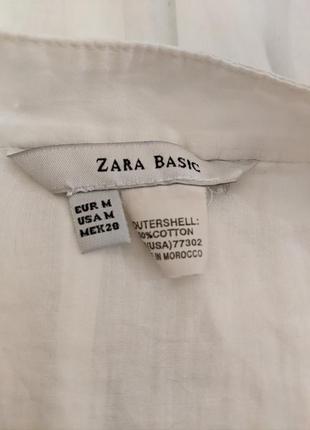 ZARA BASIC
EUR M
USA M
MEX 28
OUTERSHELL:
00%COTTON
(USA)77302
IN MOROCCO